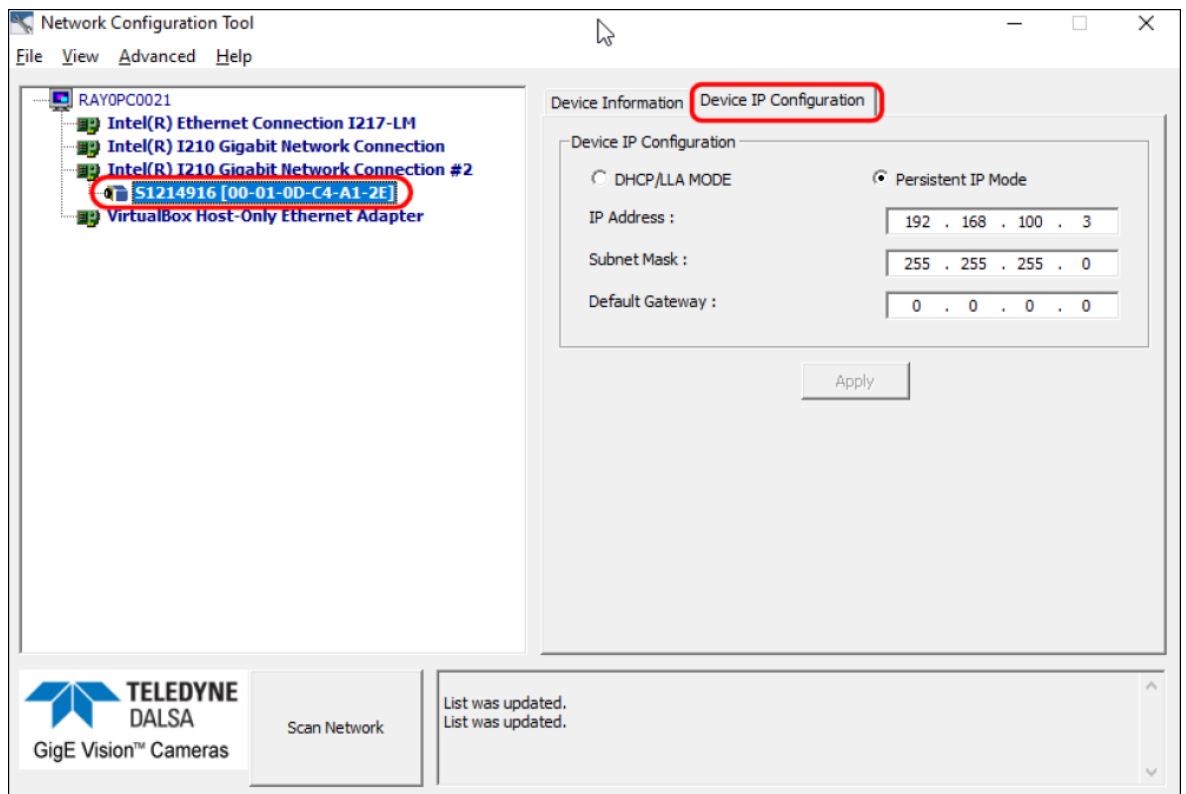 Network Configuration Tool
File View Advanced Help
RAY0PC0021
Intel(R) Ethernet Connection I217-LM
Intel(R) I210 Gigabit Network Connection
Intel(R) I210 Gigabit Network Connection #2
S1214916 [00-01-0D-C4-A1-2E]
VirtualBox Host-Only Ethernet Adapter
Device Information Device IP Configuration
Device IP Configuration
DHCP/LLA MODE Persistent IP Mode
IP Address : 192 . 168 . 100 . 3
Subnet Mask : 255 . 255 . 255 . 0
Default Gateway : 0 . 0 . 0 . 0
Apply
TELEDYNE
DALSA
GigE Vision™ Cameras
Scan Network
List was updated.
List was updated.